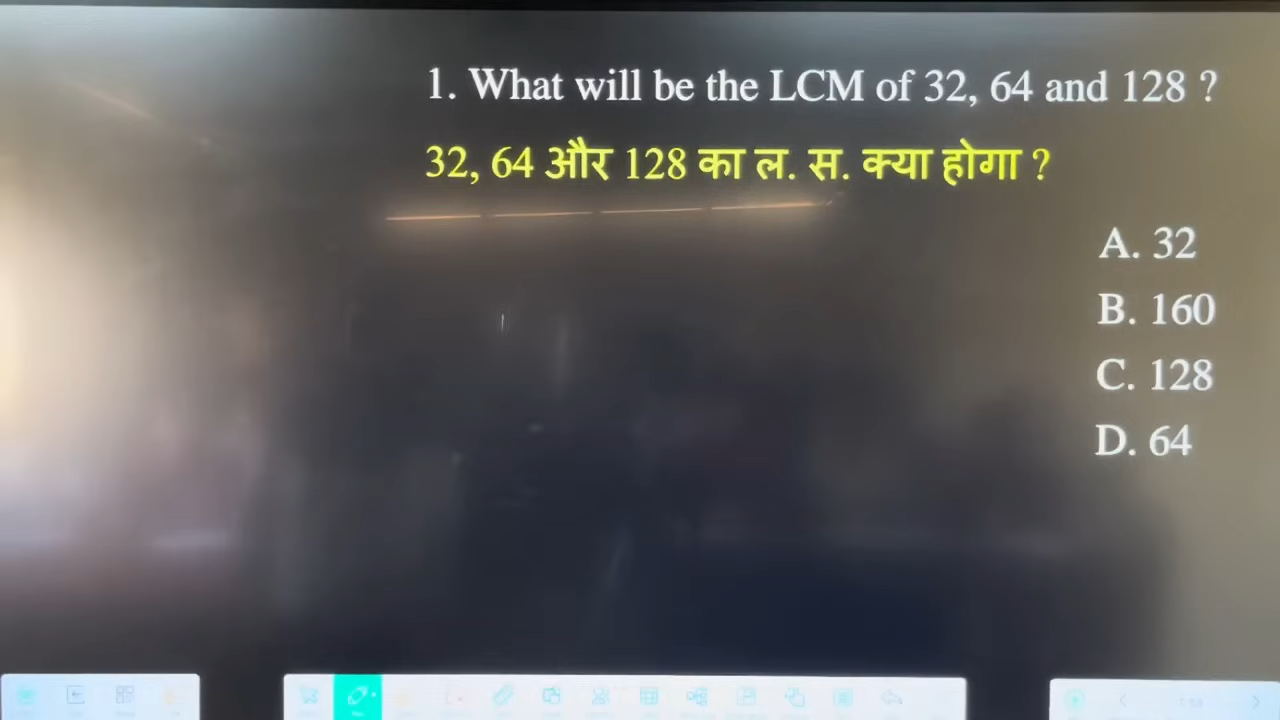 1. What will be the LCM of 32, 64 and 128 ?
32, 64 और 128 का ल. स. क्या होगा ?
A. 32
B. 160
C. 128
D. 64